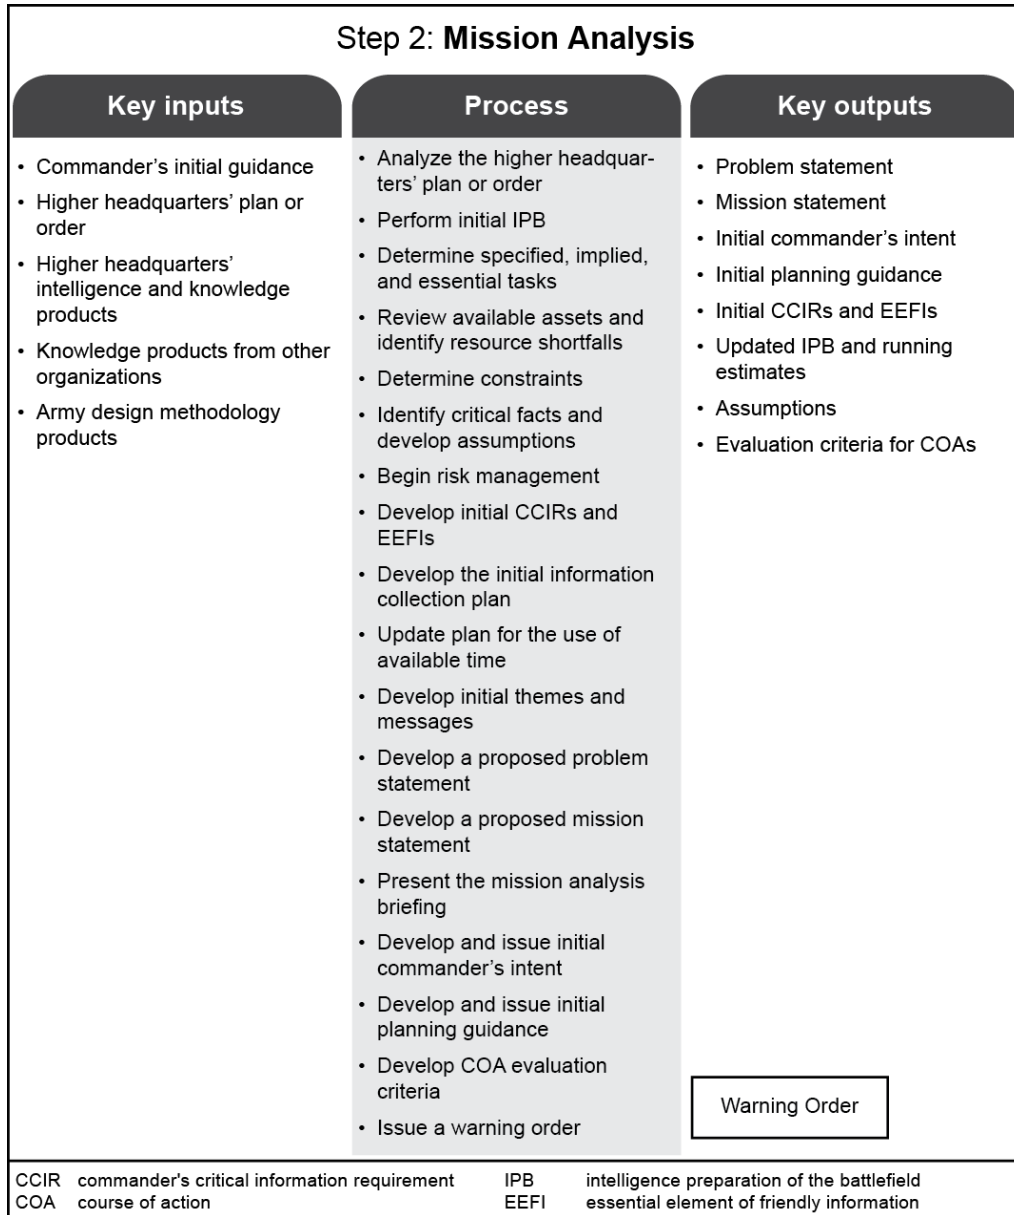 Step 2: Mission Analysis
Key inputs
• Commander’s initial guidance
• Higher headquarters’ plan or
order
• Higher headquarters’
intelligence and knowledge
products
• Knowledge products from other
organizations
• Army design methodology
products
Process
• Analyze the higher headquar-
ters’ plan or order
• Perform initial IPB
• Determine specified, implied,
and essential tasks
• Review available assets and
identify resource shortfalls
• Determine constraints
• Identify critical facts and
develop assumptions
• Begin risk management
• Develop initial CCIRs and
EEFIs
• Develop the initial information
collection plan
• Update plan for the use of
available time
• Develop initial themes and
messages
• Develop a proposed problem
statement
• Develop a proposed mission
statement
• Present the mission analysis
briefing
• Develop and issue initial
commander’s intent
• Develop and issue initial
planning guidance
• Develop COA evaluation
criteria
• Issue a warning order
Key outputs
• Problem statement
• Mission statement
• Initial commander’s intent
• Initial planning guidance
• Initial CCIRs and EEFIs
• Updated IPB and running
estimates
• Assumptions
• Evaluation criteria for COAs
Warning Order
CCIR commander's critical information requirement
COA course of action
IPB intelligence preparation of the battlefield
EEFI essential element of friendly information